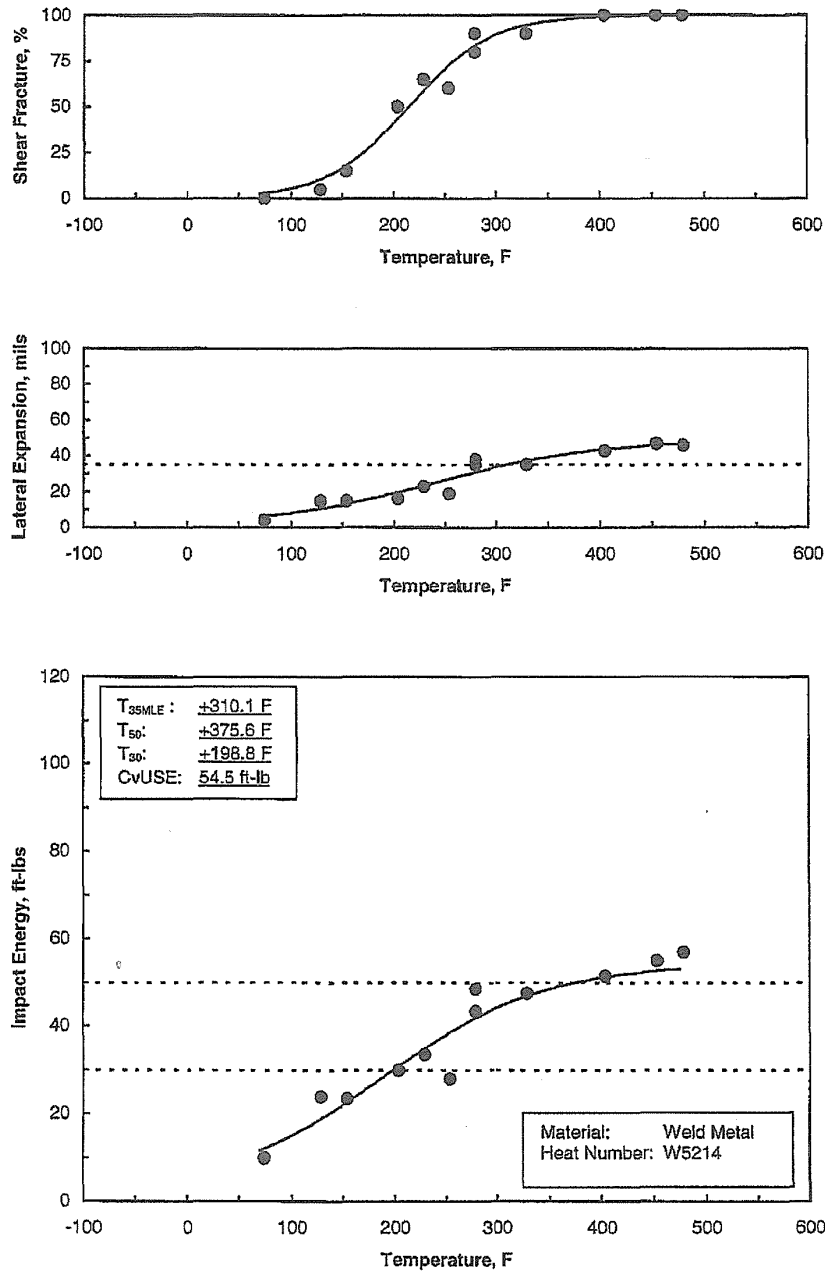 100
75
50
25
0
Shear Fracture, %
-100 0 100 200 300 400 500 600
Temperature, F
100
80
60
40
20
0
Lateral Expansion, mils
-100 0 100 200 300 400 500 600
Temperature, F
120
100
80
60
40
20
0
Impact Energy, ft-lbs
T35MLE : +310.1 F
T50: +375.6 F
T30: +198.8 F
CvUSE: 54.5 ft-lb
Material: Weld Metal
Heat Number: W5214
-100 0 100 200 300 400 500 600
Temperature, F